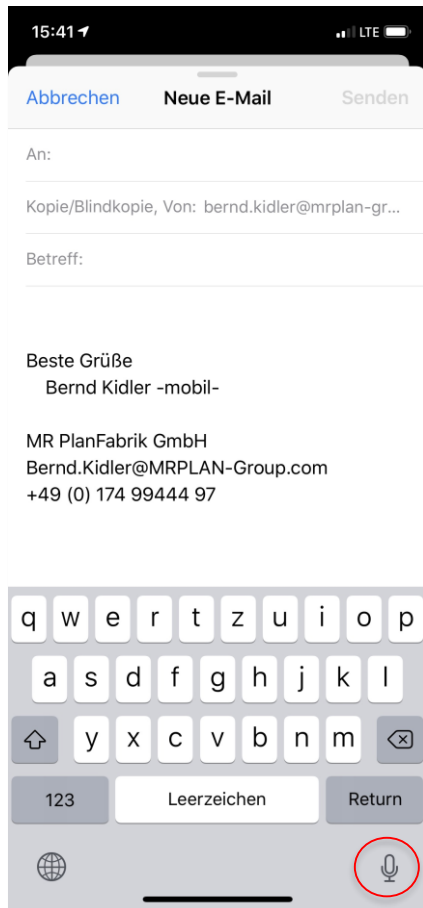 15:41 LTE
Abbrechen Neue E-Mail Senden
An:
Kopie/Blindkopie, Von: bernd.kidler@mrplan-gr...
Betreff:
Beste Grüße
Bernd Kidler -mobil-
MR PlanFabrik GmbH
Bernd.Kidler@MRPLAN-Group.com
+49 (0) 174 99444 97
q w e r t z u i o p
a s d f g h j k l
y x c v b n m
123 Leerzeichen Return